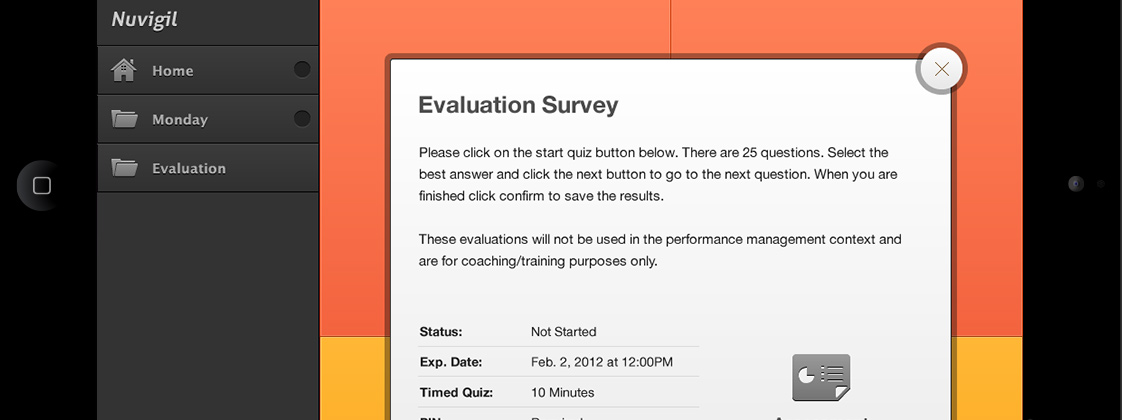 Nuvigil
Home
Monday
Evaluation
Evaluation Survey
Please click on the start quiz button below. There are 25 questions. Select the
best answer and click the next button to go to the next question. When you are
finished click confirm to save the results.
These evaluations will not be used in the performance management context and
are for coaching/training purposes only.
Status: Not Started
Exp. Date: Feb. 2, 2012 at 12:00PM
Timed Quiz: 10 Minutes